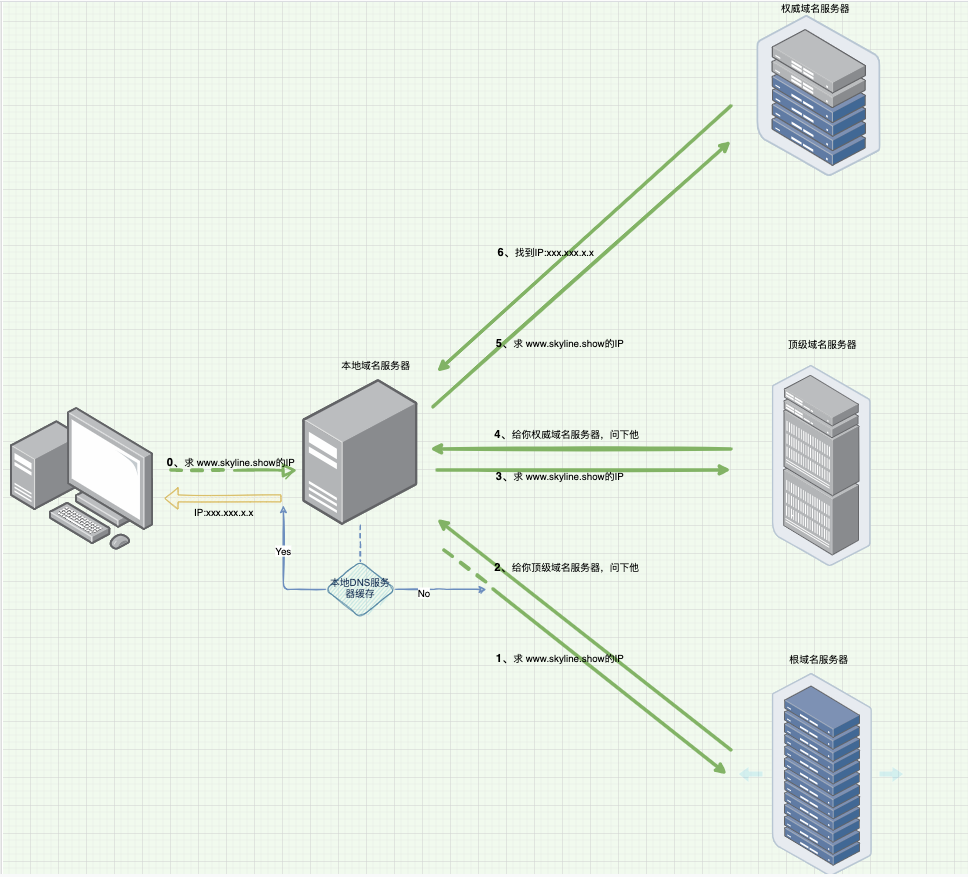 权威域名服务器
6、找到IP:xxx.xxx.x.x
5、求 www.skyline.show的IP
顶级域名服务器
本地域名服务器
4、给你权威域名服务器，问下他
0、求 www.skyline.show的IP
3、求 www.skyline.show的IP
IP:xxx.xxx.x.x
Yes
2、给你顶级域名服务器，问下他
本地DNS服务
器缓存
No
1、求 www.skyline.show的IP
根域名服务器